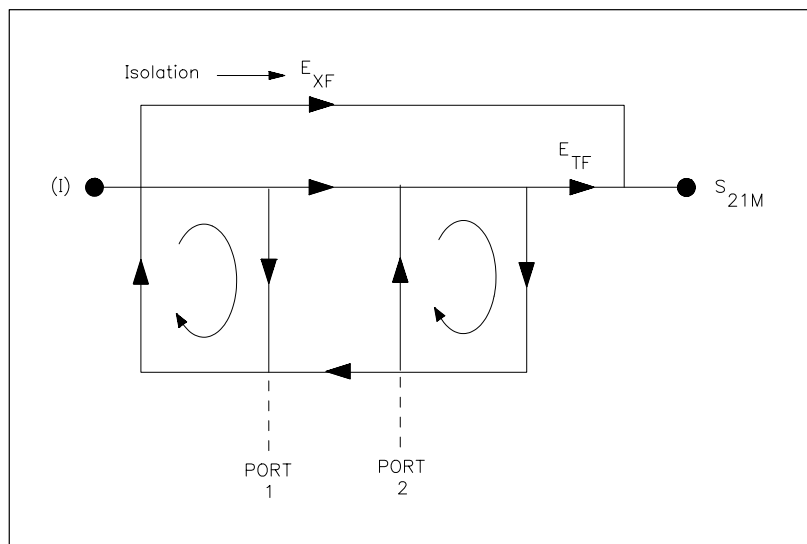 Isolation
E_XF
E_TF
(I)
S_21M
PORT
1
PORT
2